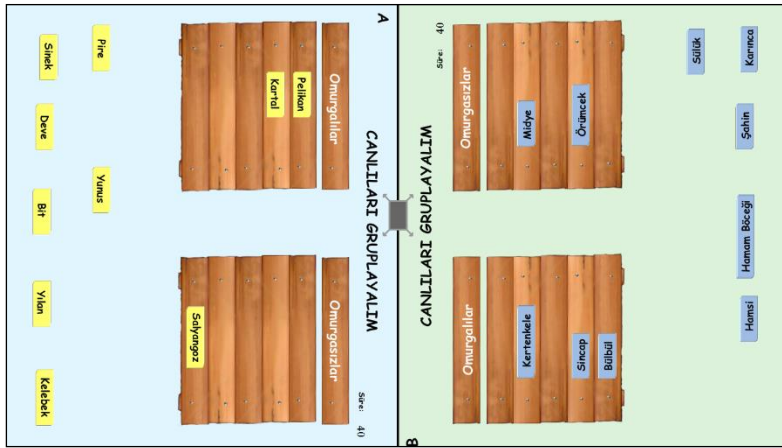 A
CANLILARI GRUPLAYALIM
Süre: 40
Omurgalılar
Omurgasızlar
Pelikan
Kartal
Salyangoz
Pire
Yunus
Sinek
Deve
Bit
Yılan
Kelebek
B
CANLILARI GRUPLAYALIM
Süre: 40
Omurgasızlar
Omurgalılar
Midye
Kertenkele
Örümcek
Sincap
Bülbül
Sülük
Karınca
Şahin
Hamam Böceği
Hamsi